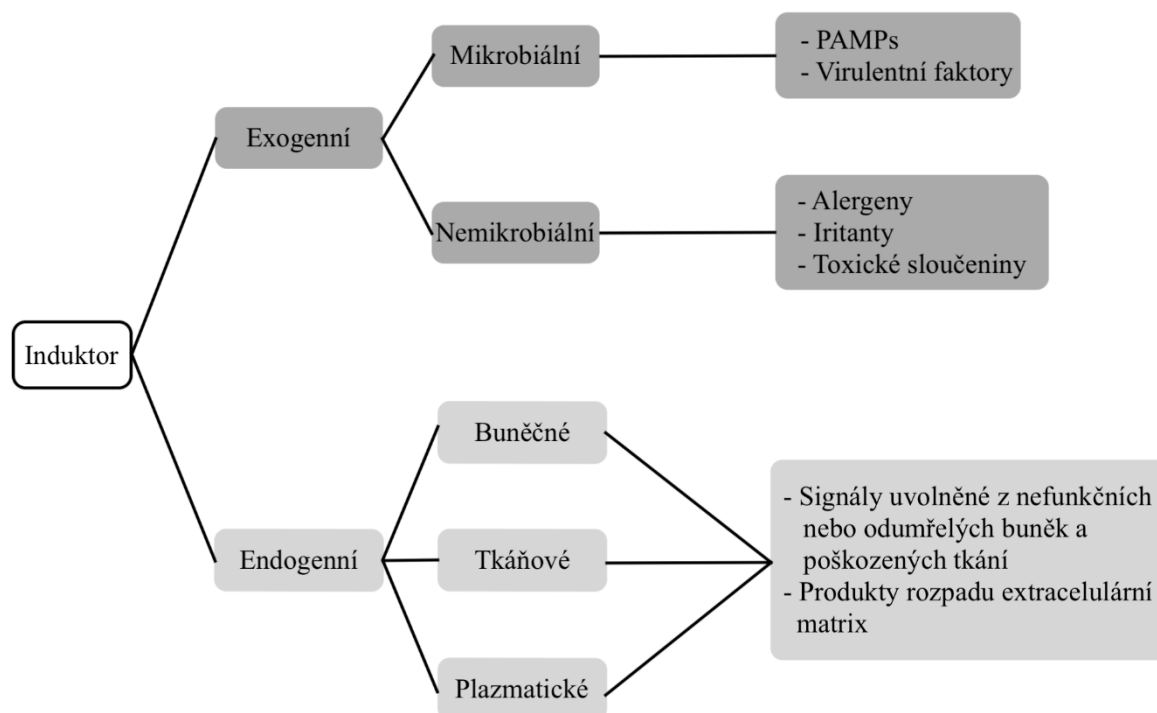 Induktor
Exogenní
Mikrobiální
- PAMPs
- Virulentní faktory
Nemikrobiální
- Alergeny
- Iritanty
- Toxické sloučeniny
Endogenní
Buněčné
Tkáňové
Plazmatické
- Signály uvolněné z nefunkčních
nebo odumřelých buněk a
poškozených tkání
- Produkty rozpadu extracelulární
matrix